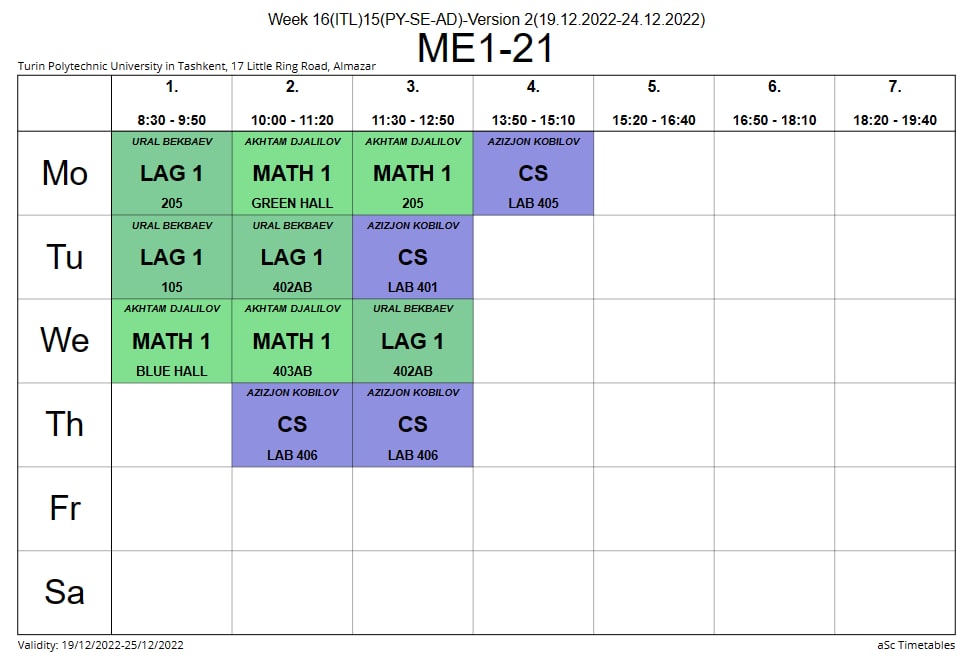 Week 16(ITL)15(PY-SE-AD)-Version 2(19.12.2022-24.12.2022)
ME1-21
Turin Polytechnic University in Tashkent, 17 Little Ring Road, Almazar
1. 2. 3. 4. 5. 6. 7.
8:30 - 9:50 10:00 - 11:20 11:30 - 12:50 13:50 - 15:10 15:20 - 16:40 16:50 - 18:10 18:20 - 19:40
URAL BEKBAEV AKHTAM DJALILOV AKHTAM DJALILOV AZIZJON KOBILOV
Mo LAG 1 MATH 1 MATH 1 CS
205 GREEN HALL 205 LAB 405
URAL BEKBAEV URAL BEKBAEV AZIZJON KOBILOV
Tu LAG 1 LAG 1 CS
105 402AB LAB 401
AKHTAM DJALILOV AKHTAM DJALILOV URAL BEKBAEV
We MATH 1 MATH 1 LAG 1
BLUE HALL 403AB 402AB
AZIZJON KOBILOV AZIZJON KOBILOV
Th CS CS
LAB 406 LAB 406
Fr
Sa
Validity: 19/12/2022-25/12/2022 aSc Timetables